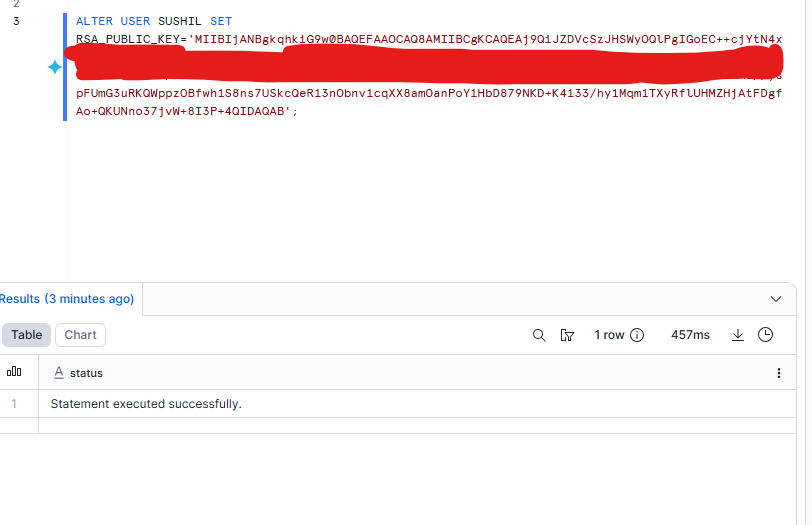 2
3 ALTER USER SUSHIL SET
RSA_PUBLIC_KEY='MIIBIjANBgkqhkiG9w0BAQEFAAOCAQ8AMIIBCgKCAQEAj9QiJZDVcSzJHSWyOQlPgIGoEC++cjYtN4x
pFUmG3uRKQWppzOBfwh1S8ns7USkcQeR13nObnv1cqXX8amOanPoY1HbD879NKD+K4133/hy1Mqm1TXyRflUHMZHjAtFDgf
Ao+QKUNno37jvW+8I3P+4QIDAQAB';
Results (3 minutes ago)
Table Chart 1 row 457ms
A status
1 Statement executed successfully.